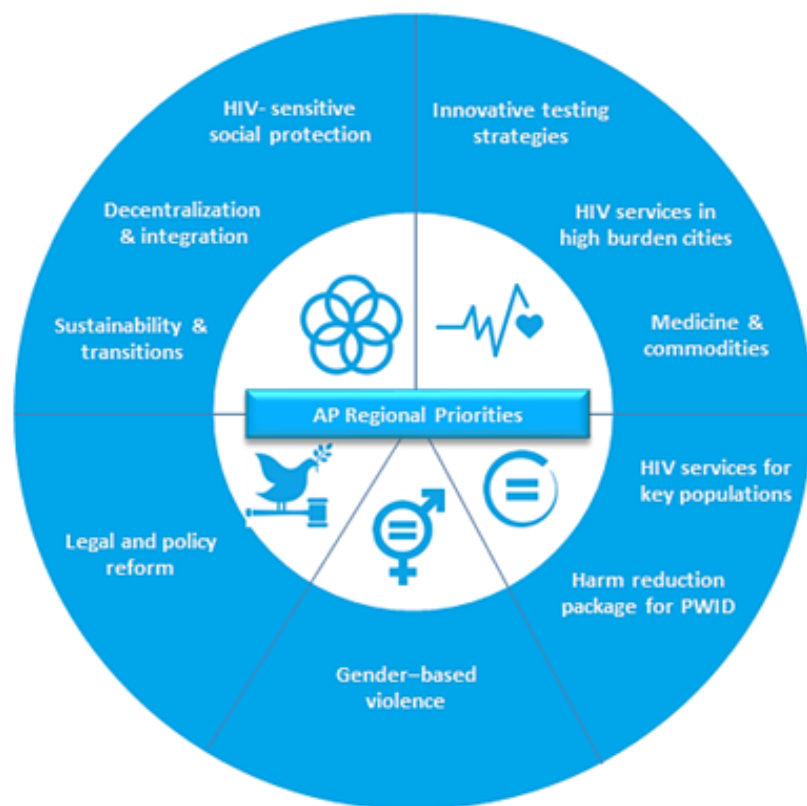 HIV- sensitive
social protection
Innovative testing
strategies
Decentralization
& integration
HIV services in
high burden cities
Sustainability &
transitions
Medicine &
commodities
AP Regional Priorities
HIV services for
key populations
Legal and policy
reform
Harm reduction
package for PWID
Gender–based
violence